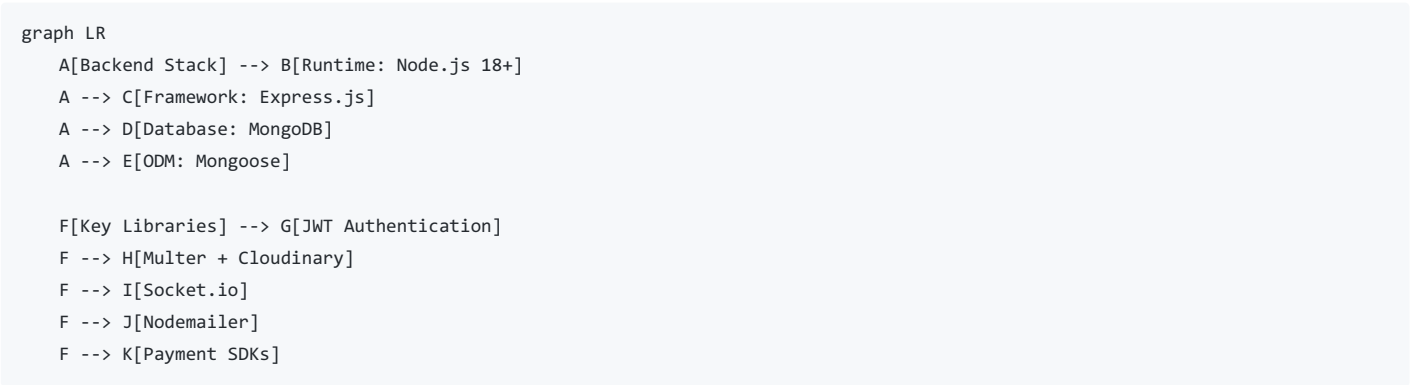 graph LR
    A[Backend Stack] --> B[Runtime: Node.js 18+]
    A --> C[Framework: Express.js]
    A --> D[Database: MongoDB]
    A --> E[ODM: Mongoose]

    F[Key Libraries] --> G[JWT Authentication]
    F --> H[Multer + Cloudinary]
    F --> I[Socket.io]
    F --> J[Nodemailer]
    F --> K[Payment SDKs]